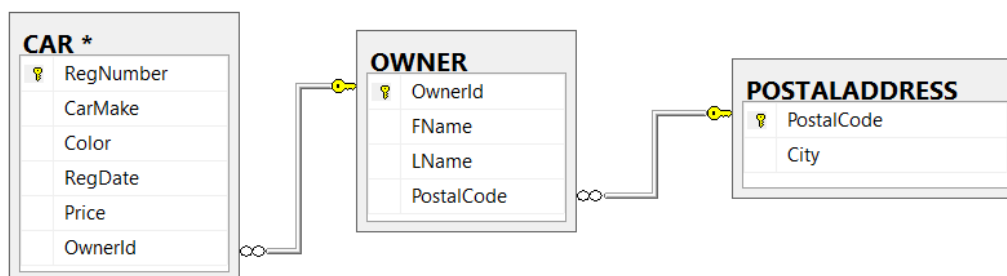 CAR *
RegNumber
CarMake
Color
RegDate
Price
OwnerId
OWNER
OwnerId
FName
LName
PostalCode
POSTALADDRESS
PostalCode
City